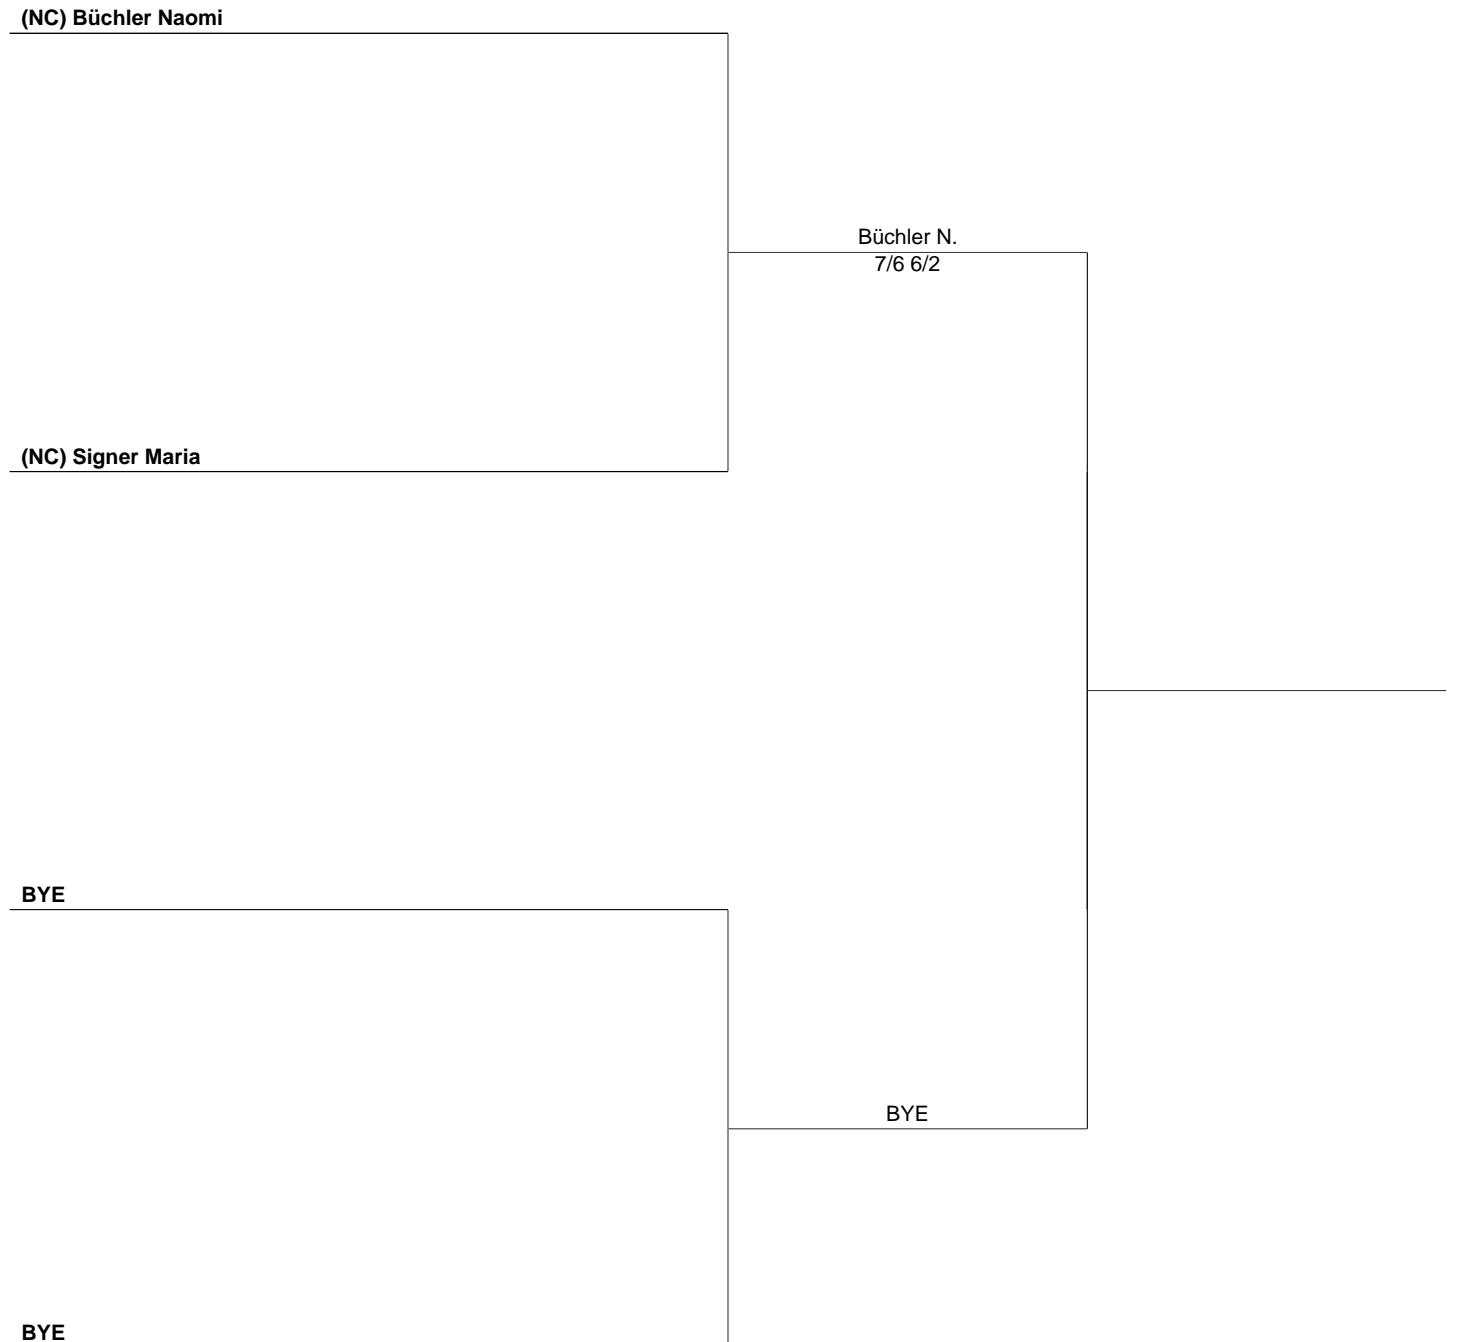 (NC) Büchler Naomi
Büchler N.
7/6 6/2
(NC) Signer Maria
BYE
BYE
BYE